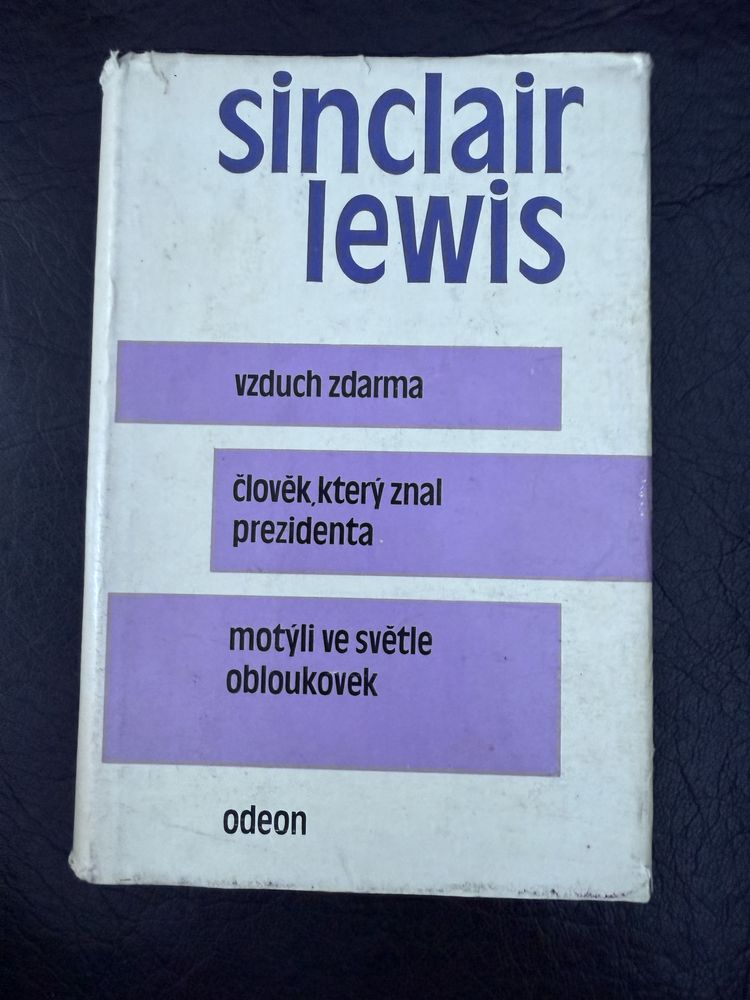 sinclair
lewis
vzduch zdarma
člověk, který znal
prezidenta
motýli ve světle
obloukovek
odeon